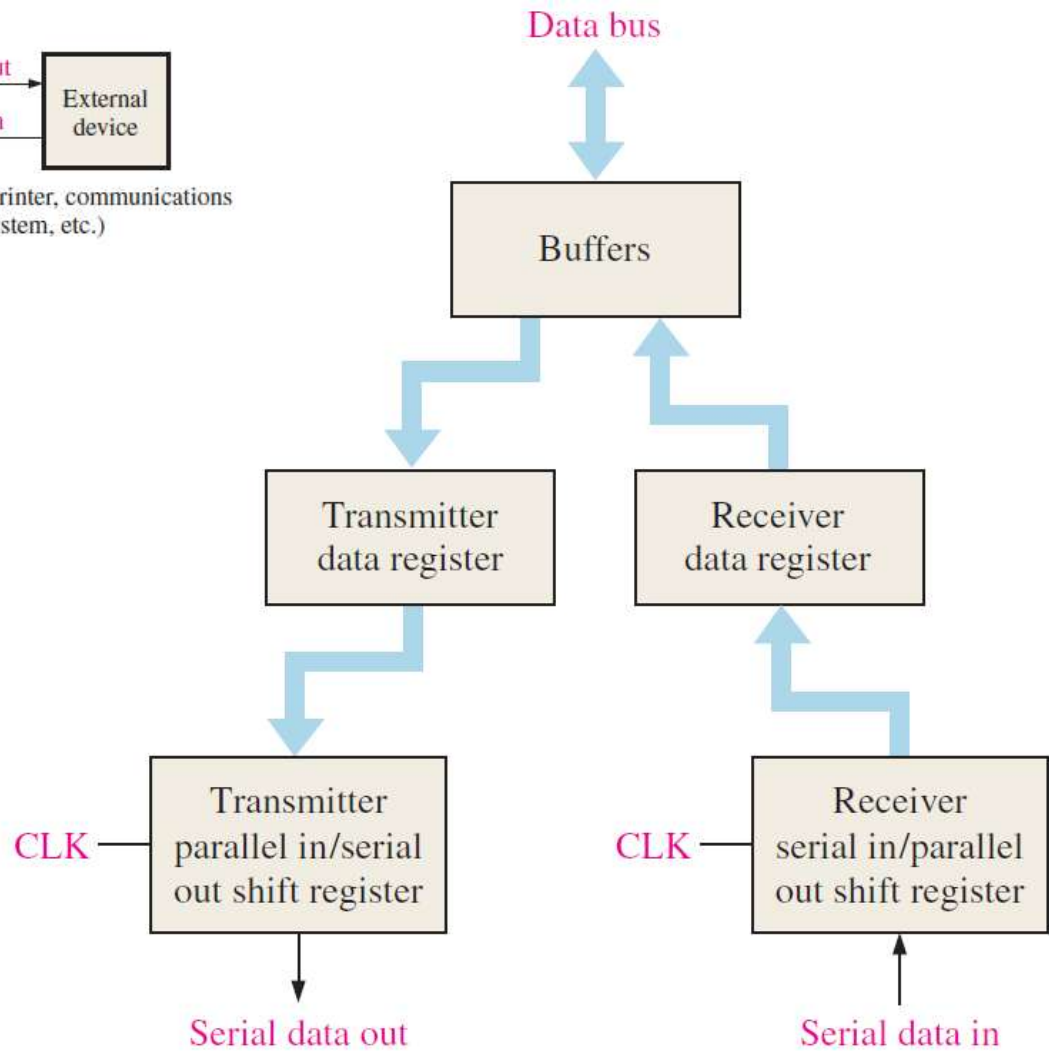 Data bus
External
device
rinter, communications
stem, etc.)
Buffers
Transmitter
data register
Receiver
data register
Transmitter
parallel in/serial
out shift register
CLK
Receiver
serial in/parallel
out shift register
CLK
Serial data out
Serial data in